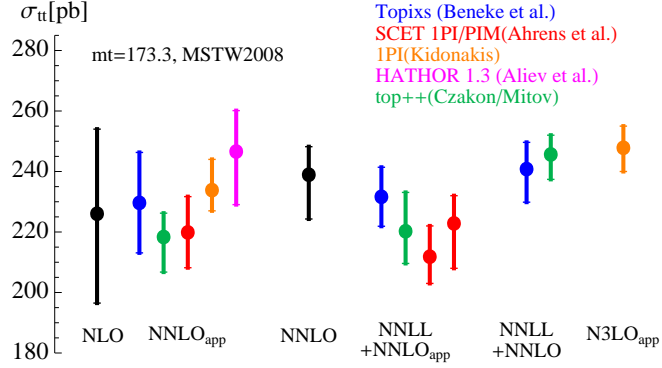 σtt[pb]
Topixs (Beneke et al.)
SCET 1PI/PIM(Ahrens et al.)
1PI(Kidonakis)
HATHOR 1.3 (Aliev et al.)
top++(Czakon/Mitov)
mt=173.3, MSTW2008
280
260
240
220
200
180
NLO
NNLOapp
NNLO
NNLL
+NNLOapp
NNLL
+NNLO
N3LOapp